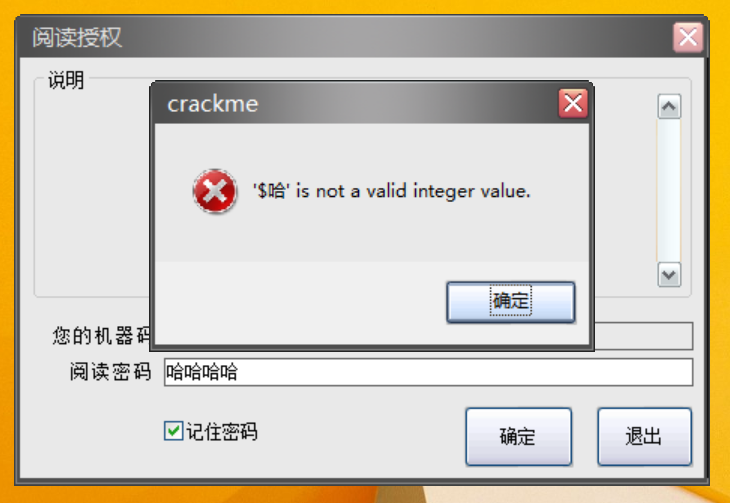 阅读授权
说明
crackme
'$哈' is not a valid integer value.
确定
您的机器码
阅读密码 哈哈哈哈
记住密码
确定
退出